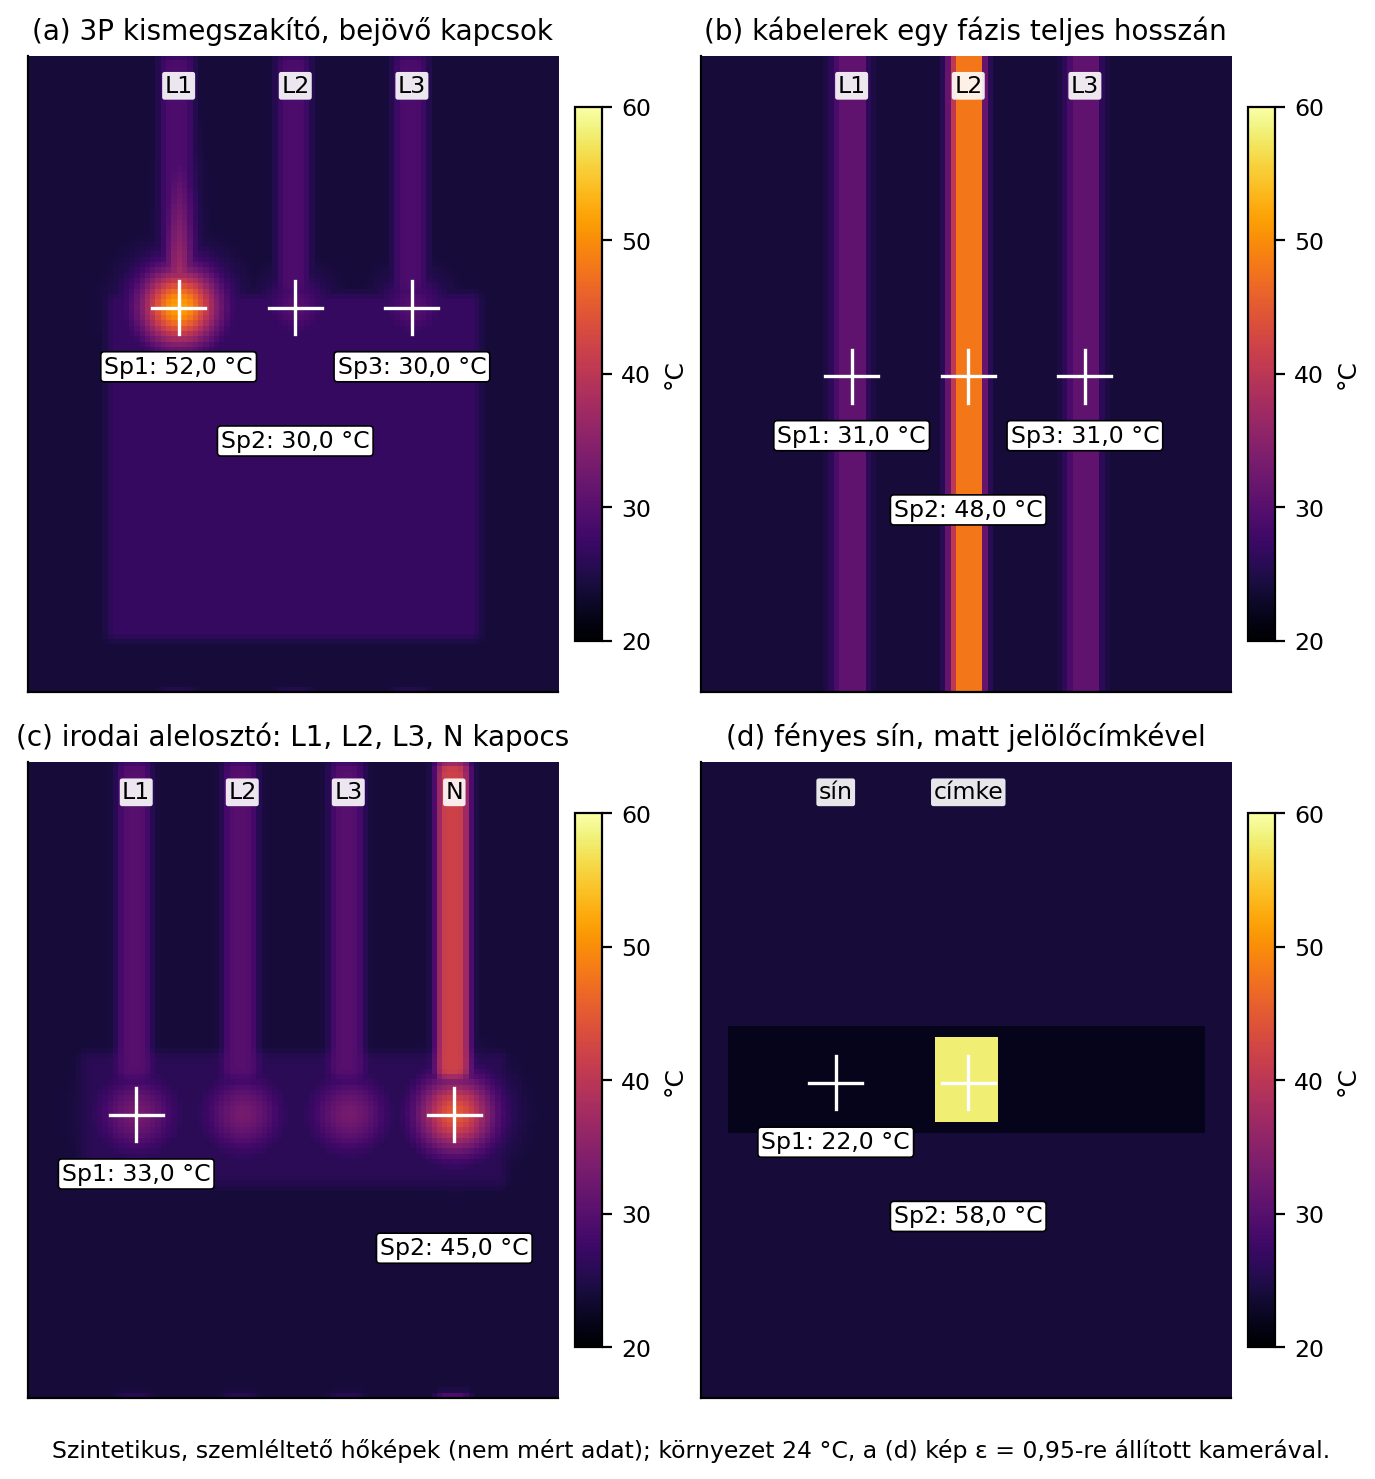 (a) 3P kismegszakító, bejövő kapcsok
L1
L2
L3
Sp1: 52,0 °C
Sp3: 30,0 °C
Sp2: 30,0 °C
60
50
40
30
20
°C
(b) kábelerek egy fázis teljes hosszán
L1
L2
L3
Sp1: 31,0 °C
Sp3: 31,0 °C
Sp2: 48,0 °C
60
50
40
30
20
°C
(c) irodai alelosztó: L1, L2, L3, N kapocs
L1
L2
L3
N
Sp1: 33,0 °C
Sp2: 45,0 °C
60
50
40
30
20
°C
(d) fényes sín, matt jelölőcímkével
sín
címke
Sp1: 22,0 °C
Sp2: 58,0 °C
60
50
40
30
20
°C
Szintetikus, szemléltető hőképek (nem mért adat); környezet 24 °C, a (d) kép ε = 0,95-re állított kamerával.